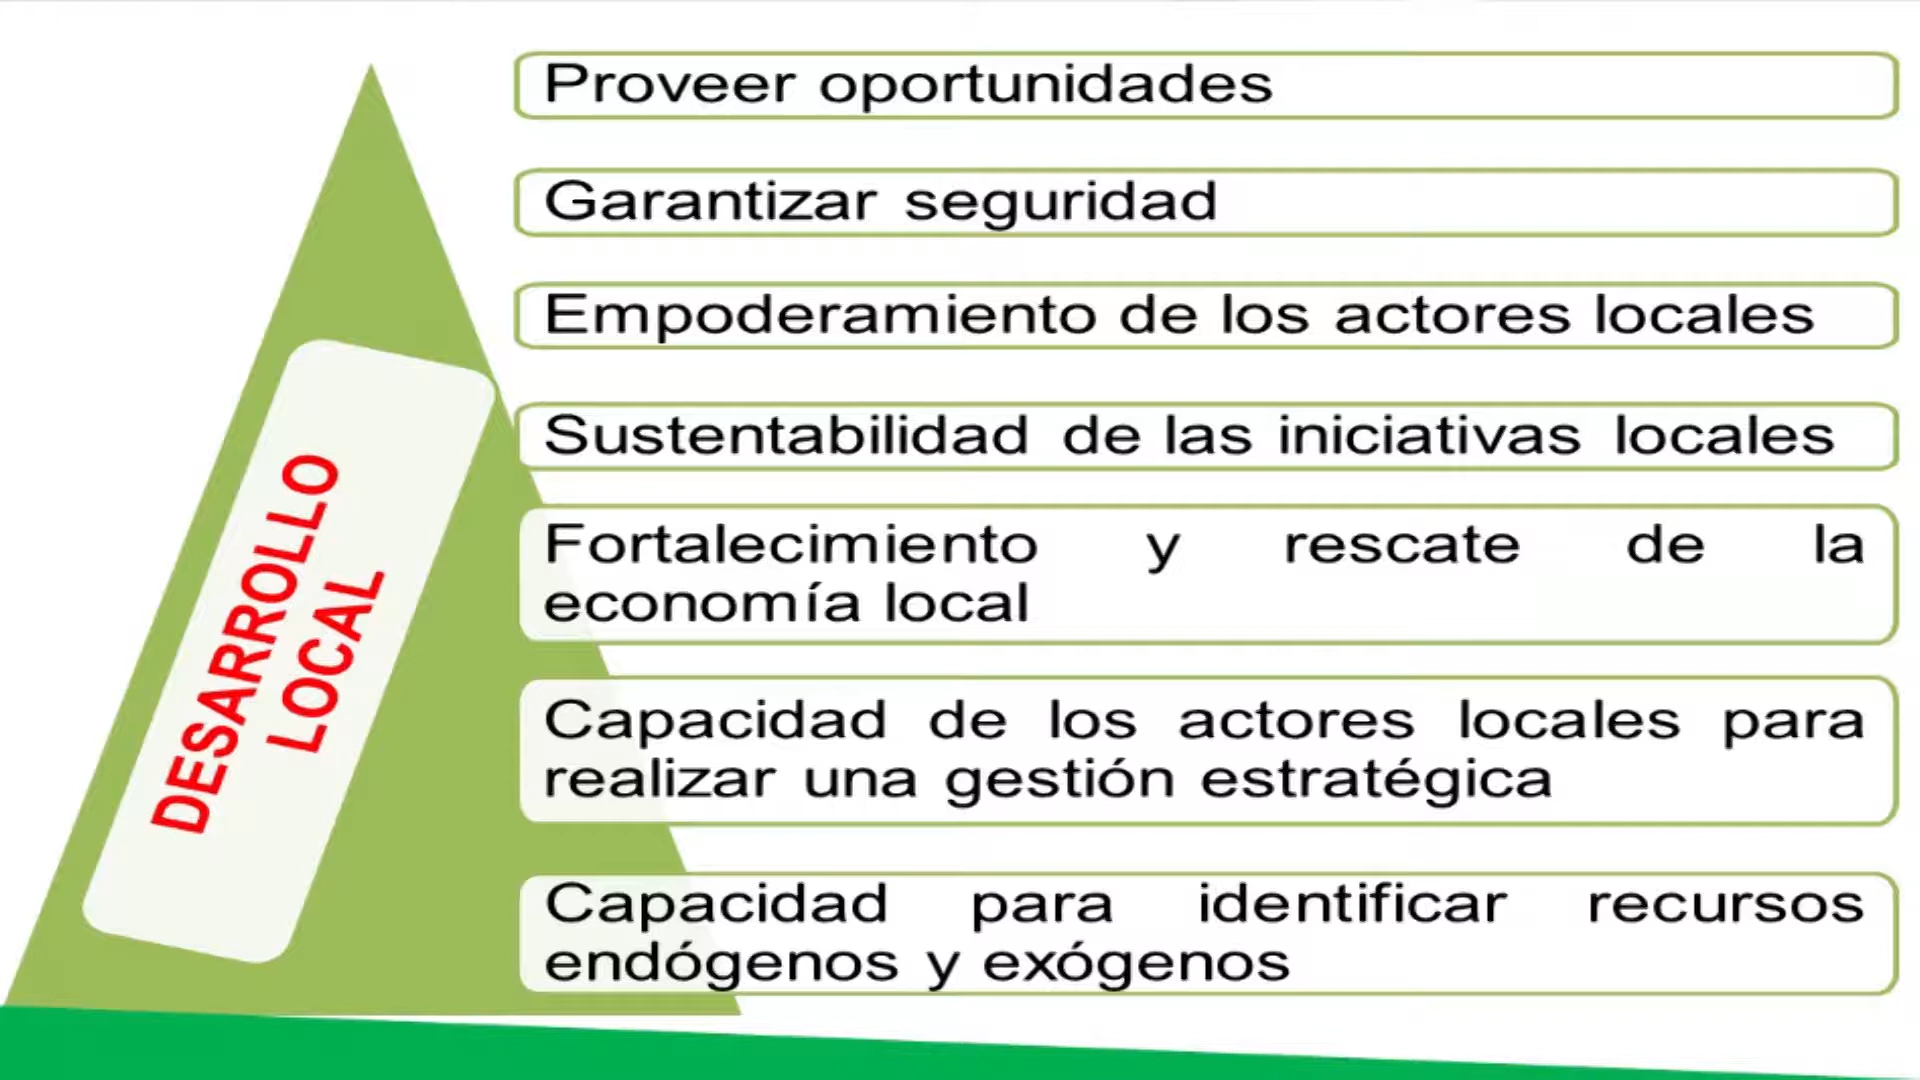 Proveer oportunidades
Garantizar seguridad
Empoderamiento de los actores locales
Sustentabilidad de las iniciativas locales
Fortalecimiento y rescate de la
economía local
Capacidad de los actores locales para
realizar una gestión estratégica
Capacidad para identificar recursos
endógenos y exógenos
DESARROLLO
LOCAL